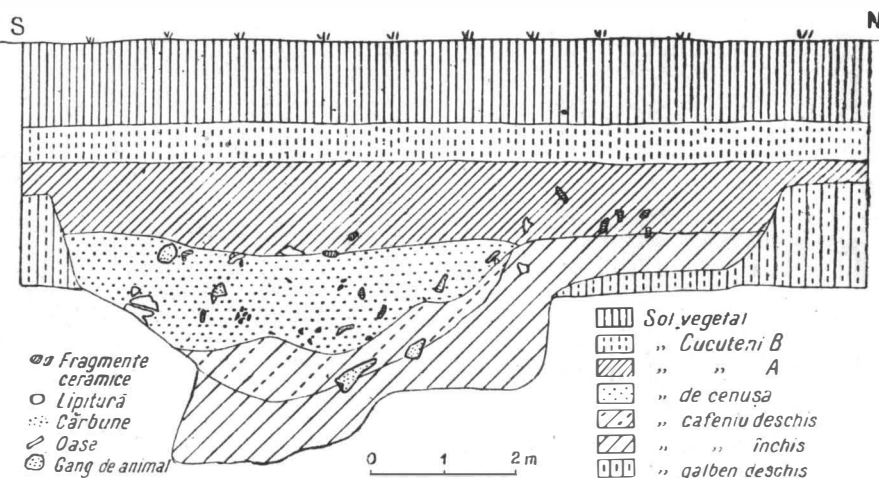 S
N
Fragmente
ceramice
Lipitură
Cărbune
Oase
Gang de animal
0 1 2 m
Sol vegetal
„ Cucuteni B
„ „ A
„ de cenușa
„ cafeniu deschis
„ „ închis
„ galben deschis